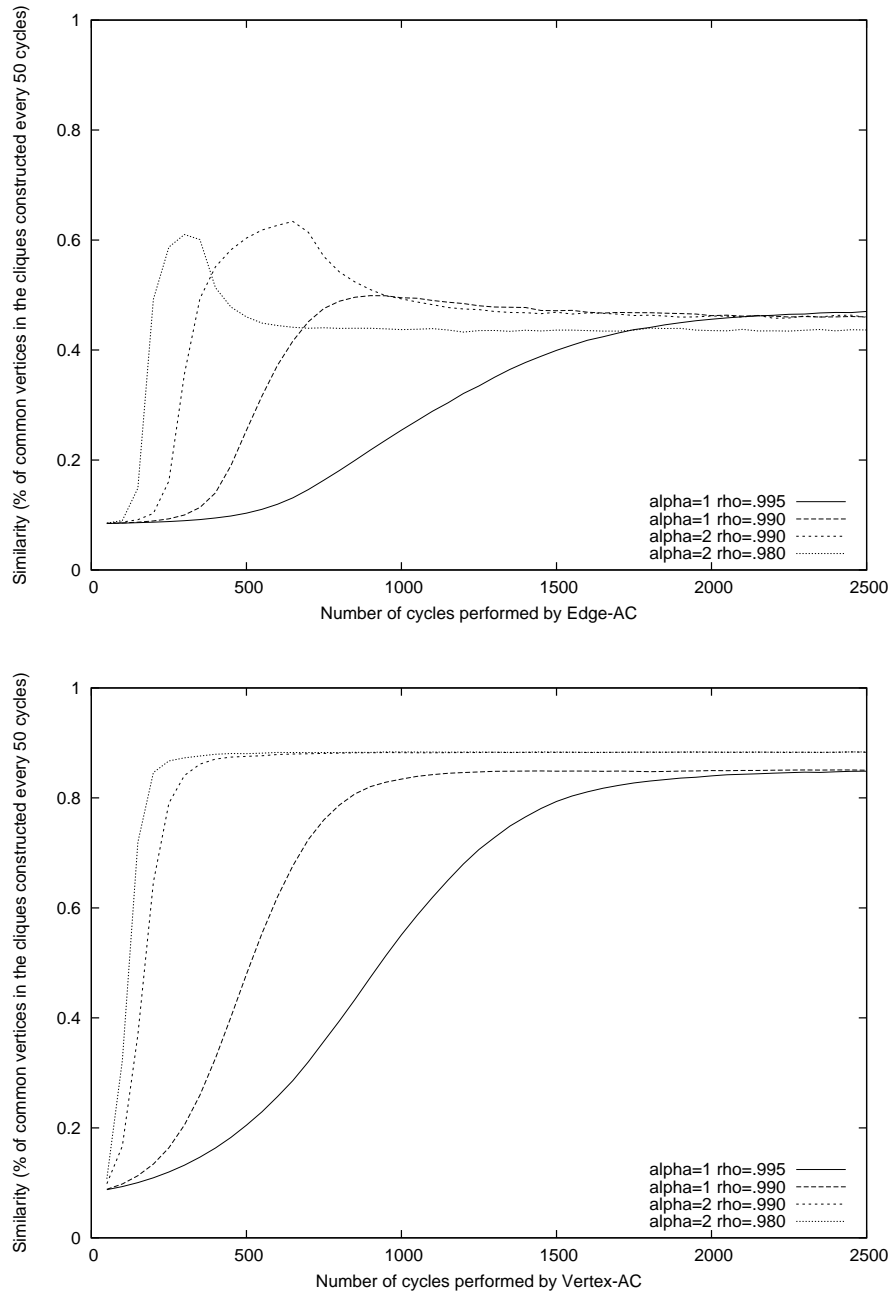 Similarity (% of common vertices in the cliques constructed every 50 cycles)
1
0.8
0.6
0.4
0.2
0
alpha=1 rho=.995
alpha=1 rho=.990
alpha=2 rho=.990
alpha=2 rho=.980
0 500 1000 1500 2000 2500
Number of cycles performed by Edge-AC
Similarity (% of common vertices in the cliques constructed every 50 cycles)
1
0.8
0.6
0.4
0.2
0
alpha=1 rho=.995
alpha=1 rho=.990
alpha=2 rho=.990
alpha=2 rho=.980
0 500 1000 1500 2000 2500
Number of cycles performed by Vertex-AC